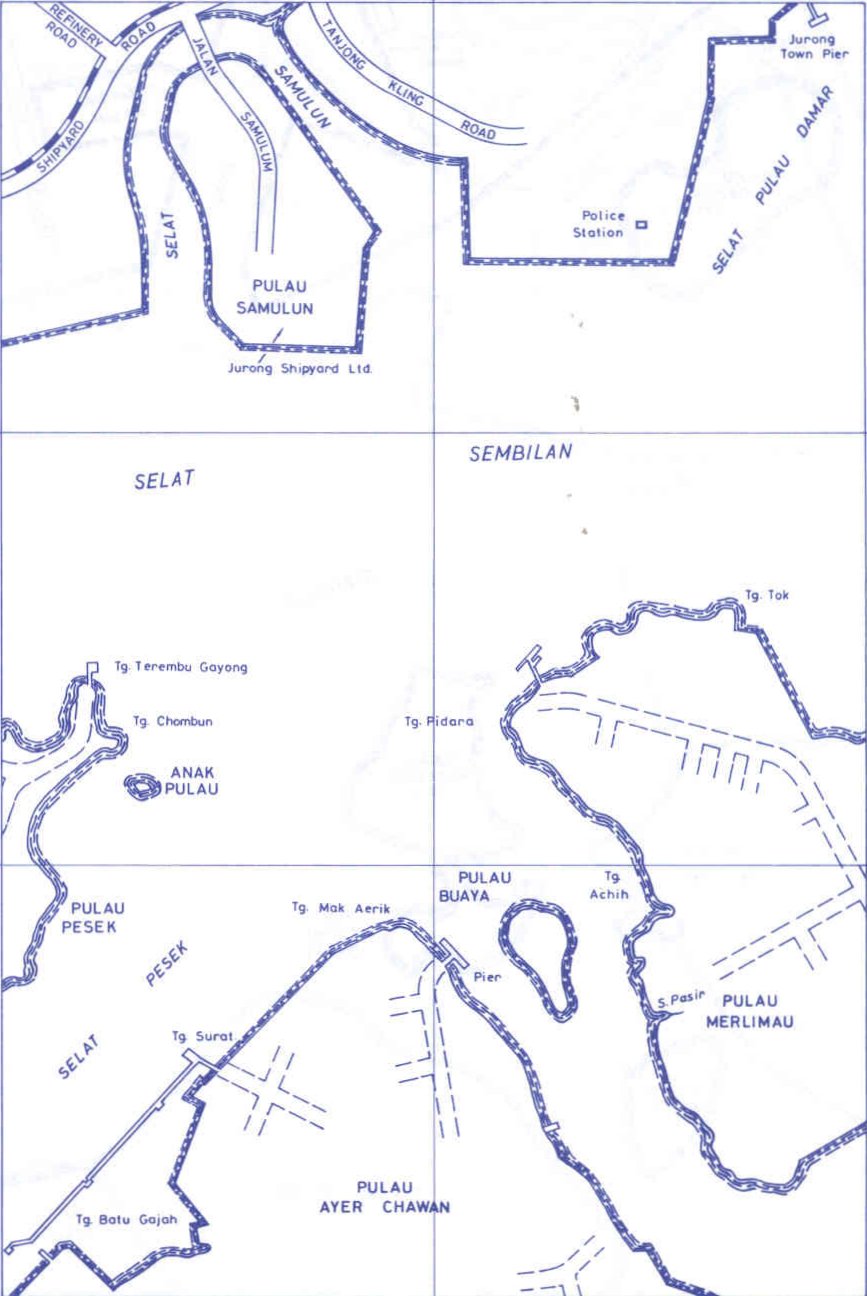 REFINERY
ROAD
ROAD
SHIPYARD
JALAN
SAMULUM
SELAT
SAMULUN
TANJONG
KLING
ROAD
Jurong
Town Pier
SELAT PULAU DAMAR
Police
Station
PULAU
SAMULUN
Jurong Shipyard Ltd.
SELAT
SEMBILAN
Tg. Tok
Tg. Terembu Gayong
Tg. Chombun
Tg. Pidara
ANAK
PULAU
PULAU
PESEK
Tg. Mak Aerik
PULAU
BUAYA
Tg.
Achih
Pier
S. Pasir
PULAU
MERLIMAU
SELAT PESEK
Tg. Surat.
PULAU
AYER CHAWAN
Tg. Batu Gajah